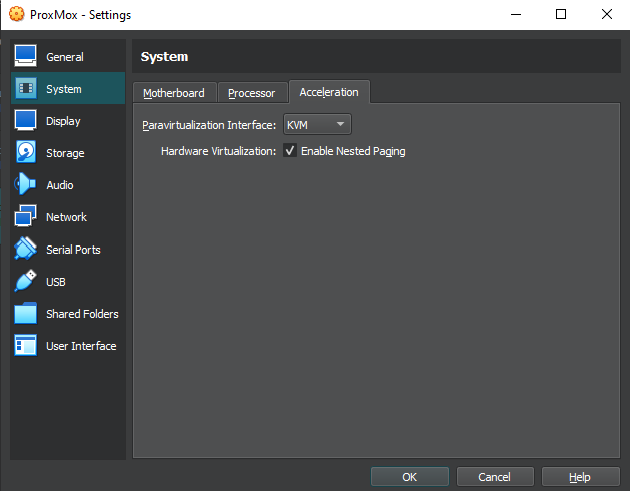 ProxMox - Settings
General
System
Display
Storage
Audio
Network
Serial Ports
USB
Shared Folders
User Interface
System
Motherboard Processor Acceleration
Paravirtualization Interface: KVM
Hardware Virtualization: Enable Nested Paging
OK Cancel Help